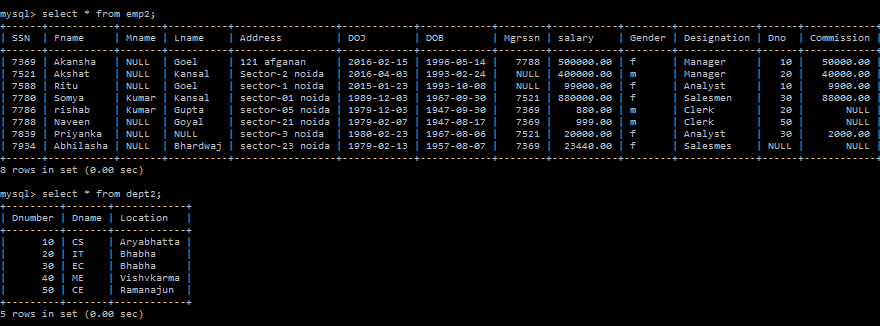 mysql> select * from emp2;
+------+-----------+-------+----------+-----------------+------------+------------+--------+-----------+--------+-------------+------+------------+
| SSN  | Fname     | Mname | Lname    | Address         | DOJ        | DOB        | Mgrssn | salary    | Gender | Designation | Dno  | Commission |
+------+-----------+-------+----------+-----------------+------------+------------+--------+-----------+--------+-------------+------+------------+
| 7369 | Akansha   | NULL  | Goel     | 121 afganan     | 2016-02-15 | 1996-05-14 |   7788 | 500000.00 | f      | Manager     |   10 |   50000.00 |
| 7521 | Akshat    | NULL  | Kansal   | Sector-2 noida  | 2016-04-03 | 1993-02-24 |   NULL | 400000.00 | m      | Manager     |   20 |   40000.00 |
| 7588 | Ritu      | NULL  | Goel     | sector-1 noida  | 2015-01-23 | 1993-10-08 |   NULL |  99000.00 | f      | Analyst     |   10 |    9900.00 |
| 7780 | Somya     | Kumari | Kansal   | sector-01 noida | 1989-12-03 | 1967-09-30 |   7521 | 880000.00 | f      | Salesmen    |   30 |   88000.00 |
| 7786 | rishab    | Kumar | Gupta    | sector-05 noida | 1979-12-03 | 1947-09-30 |   7369 |    880.00 | m      | Clerk       |   20 |       NULL |
| 7788 | Naveen    | NULL  | Goyal    | sector-21 noida | 1979-02-07 | 1947-08-17 |   7369 |    999.00 | m      | Clerk       |   50 |       NULL |
| 7839 | Priyanka  | NULL  | NULL     | sector-3 noida  | 1980-02-23 | 1967-08-06 |   7521 |  20000.00 | f      | Analyst     |   30 |    2000.00 |
| 7934 | Abhilasha | NULL  | Bhardwaj | sector-23 noida | 1979-02-13 | 1957-08-07 |   7369 |  23440.00 | f      | Salesmes    | NULL |       NULL |
+------+-----------+-------+----------+-----------------+------------+------------+--------+-----------+--------+-------------+------+------------+
8 rows in set (0.00 sec)
mysql> select * from dept2;
+---------+-------+------------+
| Dnumber | Dname | Location   |
+---------+-------+------------+
|      10 | CS    | Aryabhatta |
|      20 | IT    | Bhabha     |
|      30 | EC    | Bhabha     |
|      40 | ME    | Vishvkarma |
|      50 | CE    | Ramanajun  |
+---------+-------+------------+
5 rows in set (0.00 sec)